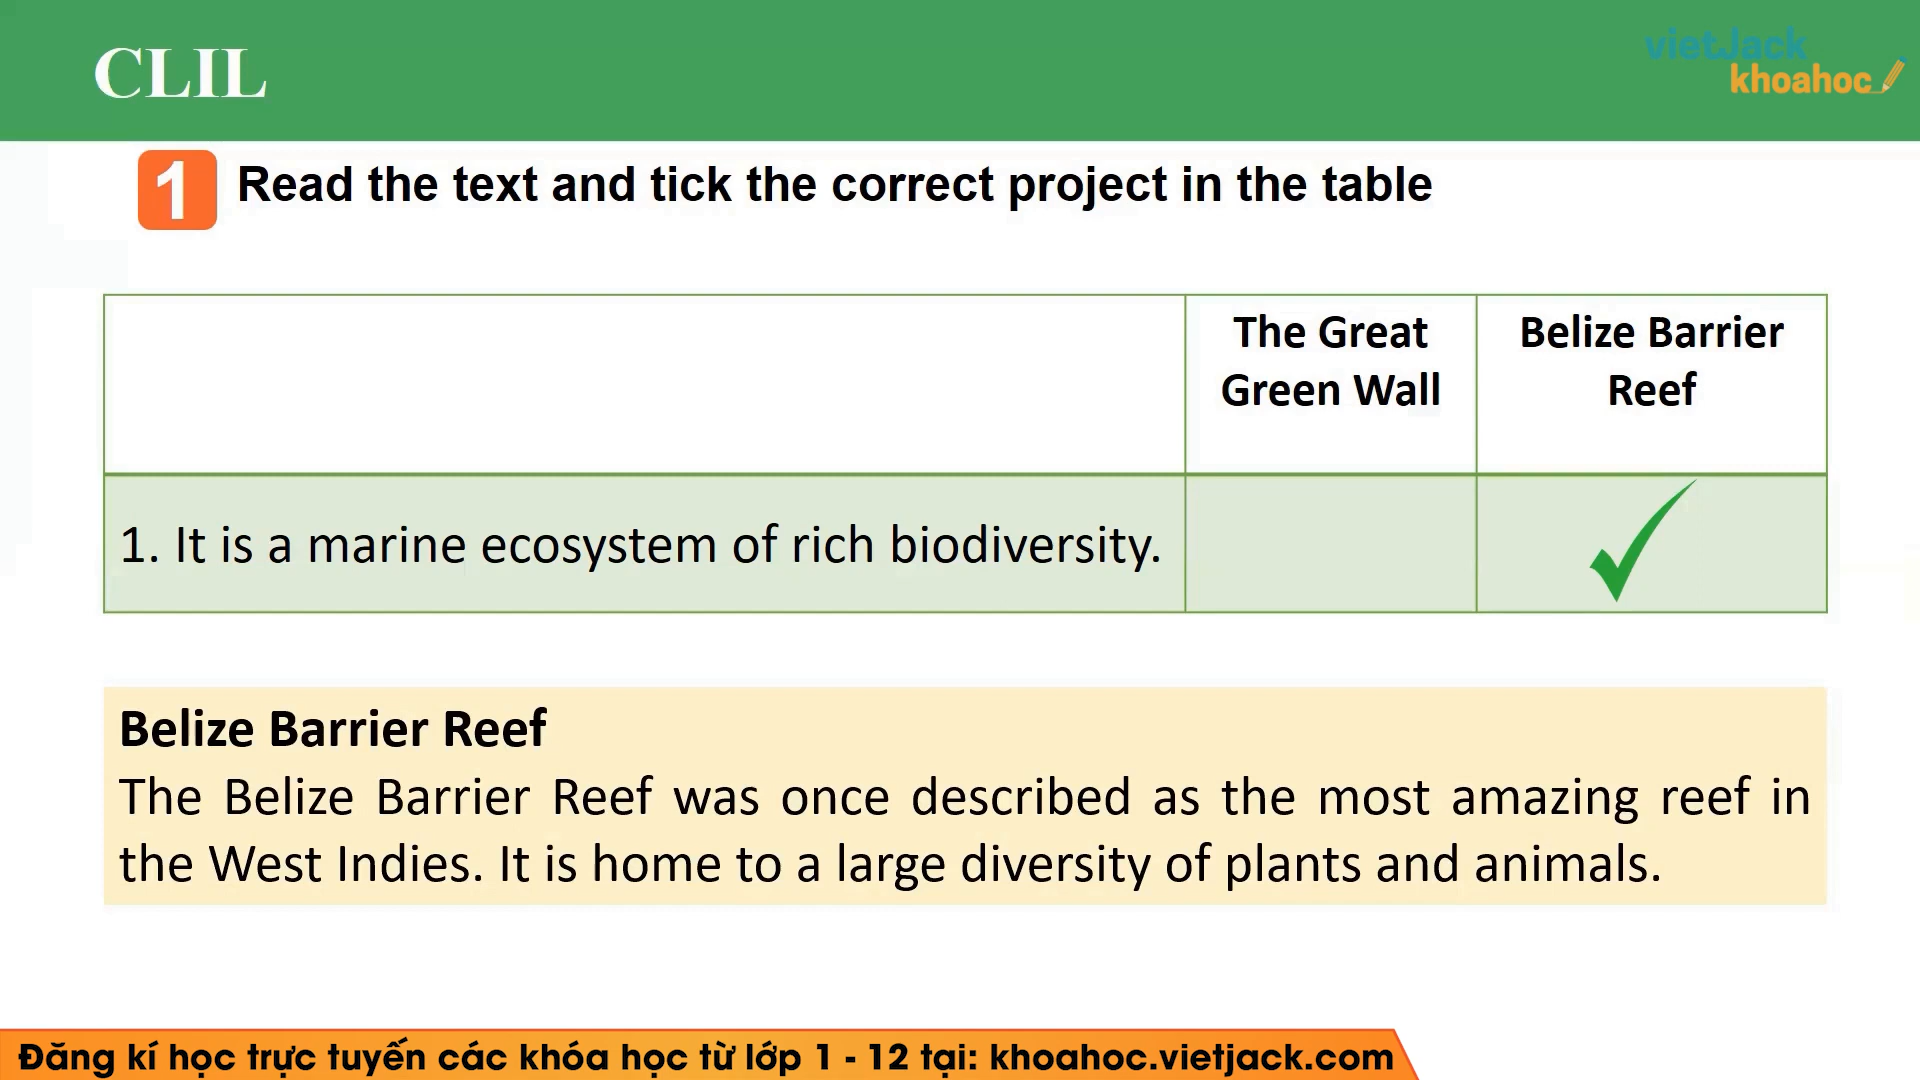 CLIL
vietJack
khoahoc
1 Read the text and tick the correct project in the table
The Great
Green Wall
Belize Barrier
Reef
1. It is a marine ecosystem of rich biodiversity.
Belize Barrier Reef
The Belize Barrier Reef was once described as the most amazing reef in
the West Indies. It is home to a large diversity of plants and animals.
Đăng kí học trực tuyến các khóa học từ lớp 1 - 12 tại: khoahoc.vietjack.com